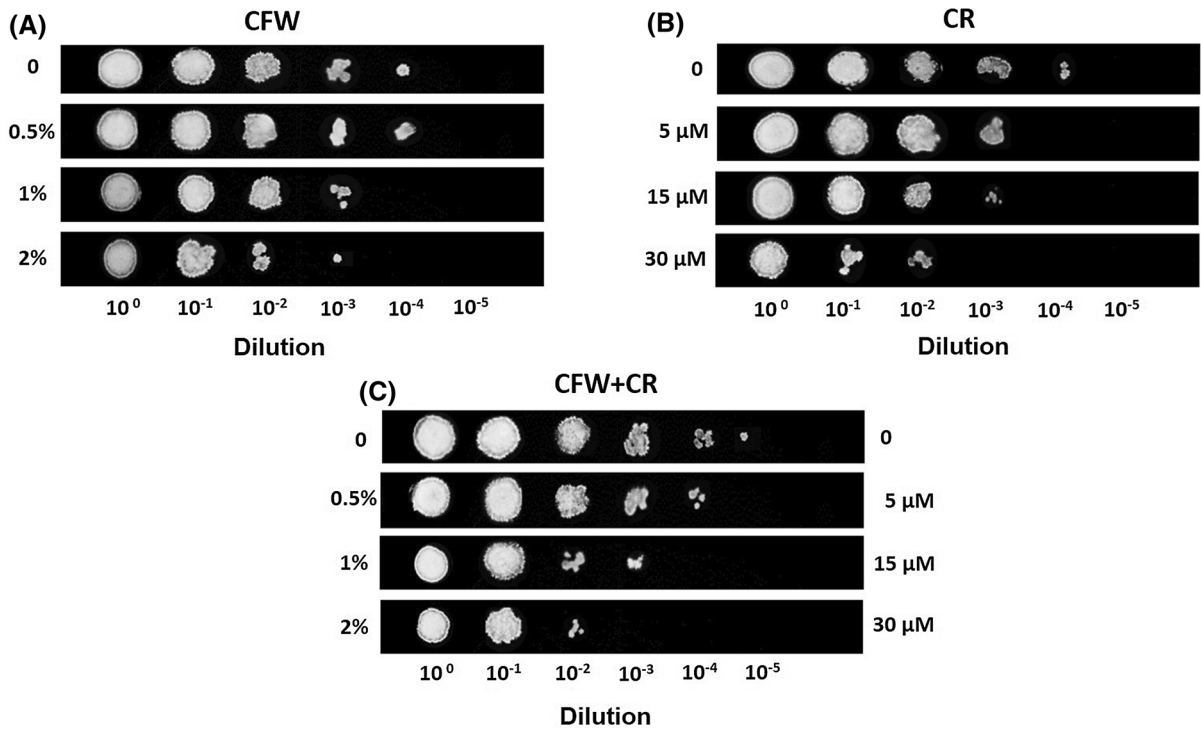 (A) CFW
0
0.5%
1%
2%
10⁰ 10⁻¹ 10⁻² 10⁻³ 10⁻⁴ 10⁻⁵
Dilution
(B) CR
0
5 µM
15 µM
30 µM
10⁰ 10⁻¹ 10⁻² 10⁻³ 10⁻⁴ 10⁻⁵
Dilution
(C) CFW+CR
0 0
0.5% 5 µM
1% 15 µM
2% 30 µM
10⁰ 10⁻¹ 10⁻² 10⁻³ 10⁻⁴ 10⁻⁵
Dilution